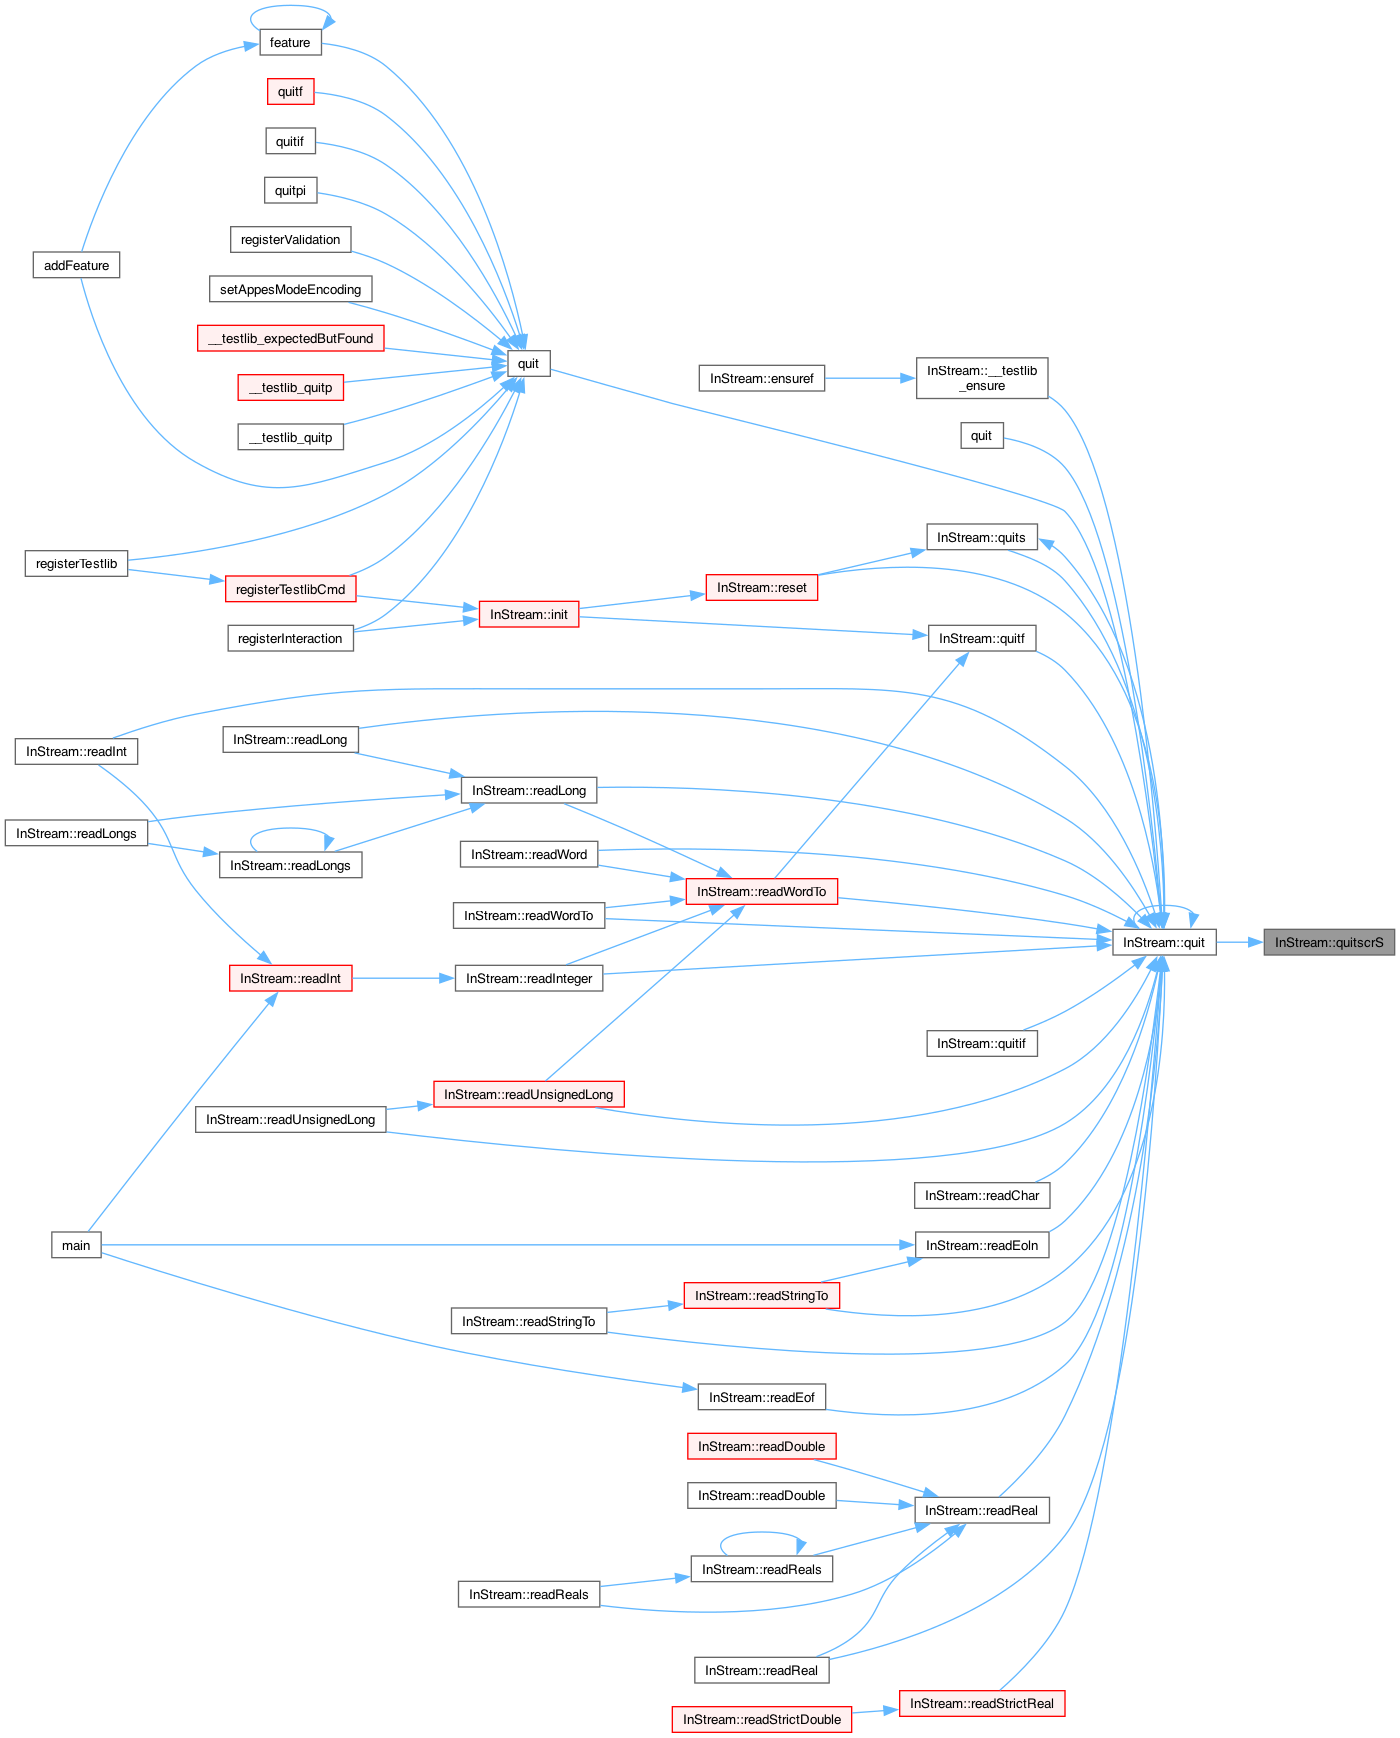 feature
quitf
quitif
quitpi
registerValidation
addFeature
setAppesModeEncoding
__testlib_expectedButFound
quit
InStream::ensuref
InStream::__testlib
_ensure
__testlib_quitp
__testlib_quitp
quit
InStream::quits
registerTestlib
registerTestlibCmd
InStream::reset
InStream::init
registerInteraction
InStream::quitf
InStream::readInt
InStream::readLong
InStream::readLong
InStream::readLongs
InStream::readLongs
InStream::readWord
InStream::readWordTo
InStream::readWordTo
InStream::quit
InStream::quitscrS
InStream::readInt
InStream::readInteger
InStream::quitif
InStream::readUnsignedLong
InStream::readUnsignedLong
InStream::readChar
main
InStream::readEoln
InStream::readStringTo
InStream::readStringTo
InStream::readEof
InStream::readDouble
InStream::readDouble
InStream::readReal
InStream::readReals
InStream::readReals
InStream::readReal
InStream::readStrictReal
InStream::readStrictDouble